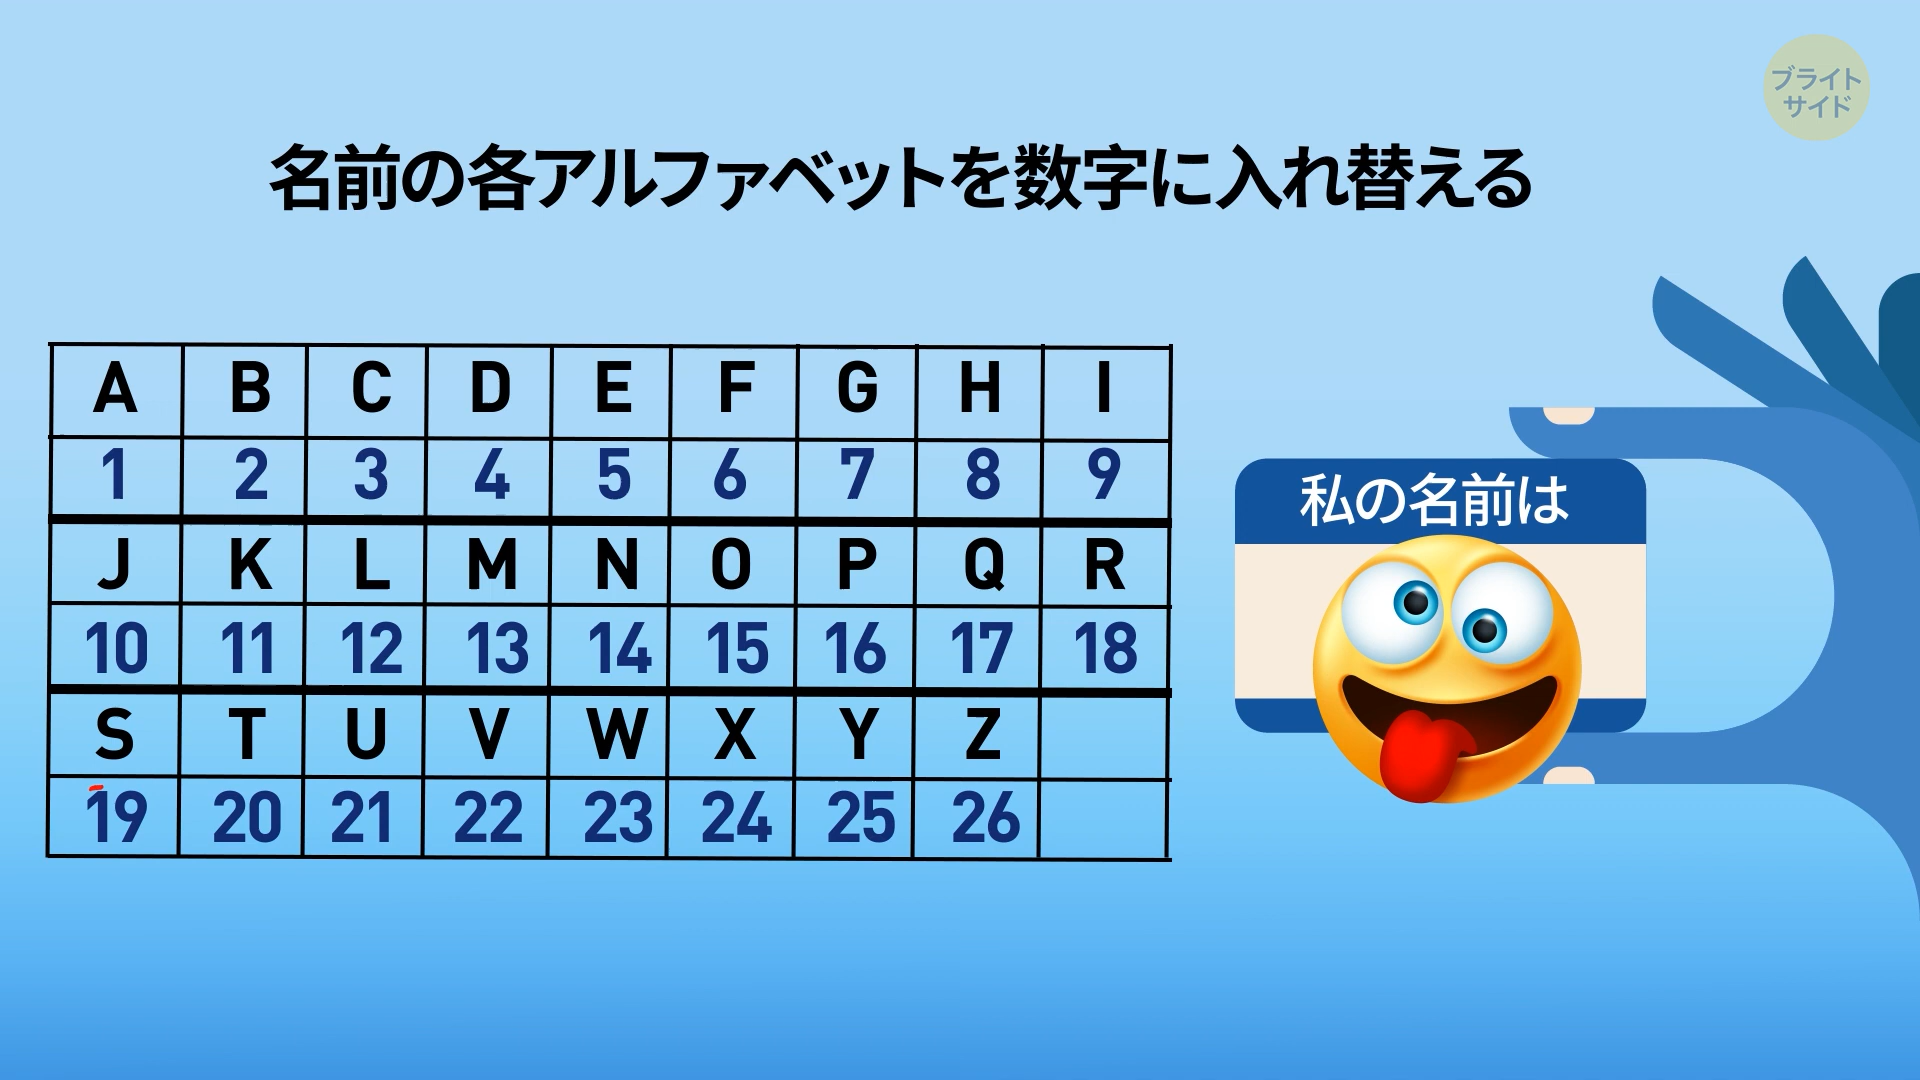 ブライト
サイド
名前の各アルファベットを数字に入れ替える
A B C D E F G H I
1 2 3 4 5 6 7 8 9
J K L M N O P Q R
10 11 12 13 14 15 16 17 18
S T U V W X Y Z
19 20 21 22 23 24 25 26
私の名前は